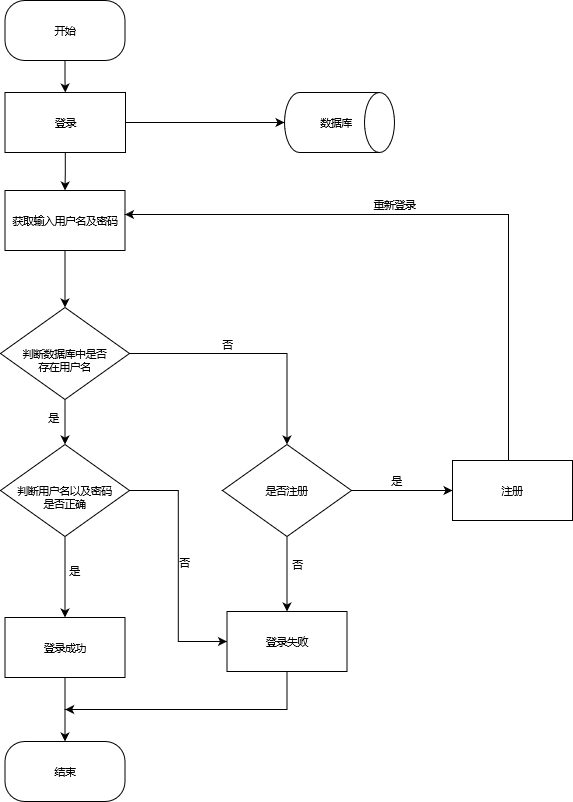 开始
登录
数据库
获取输入用户名及密码
重新登录
判断数据库中是否
存在用户名
否
是
判断用户名以及密码
是否正确
是否注册
是
注册
否
否
是
登录成功
登录失败
结束